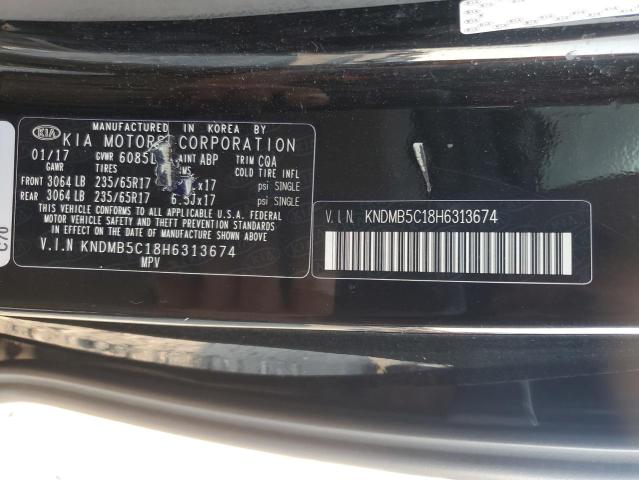 MANUFACTURED IN KOREA BY
KIA
KIA MOTORS CORPORATION
01/17 GVWR 6085 PAINT ABP TRIM CQA
GAWR TIRES COLD TIRE INFL
FRONT 3064 LB 235/65R17 psi SINGLE
REAR 3064 LB 235/65R17 6.5Jx17 psi SINGLE
THIS VEHICLE CONFORMS TO ALL APPLICABLE U.S.A. FEDERAL
MOTOR VEHICLE SAFETY AND THEFT PREVENTION STANDARDS
IN EFFECT ON THE DATE OF MANUFACTURE SHOWN ABOVE.
V.I.N KNDMB5C18H6313674
MPV
V.I.N KNDMB5C18H6313674
C70